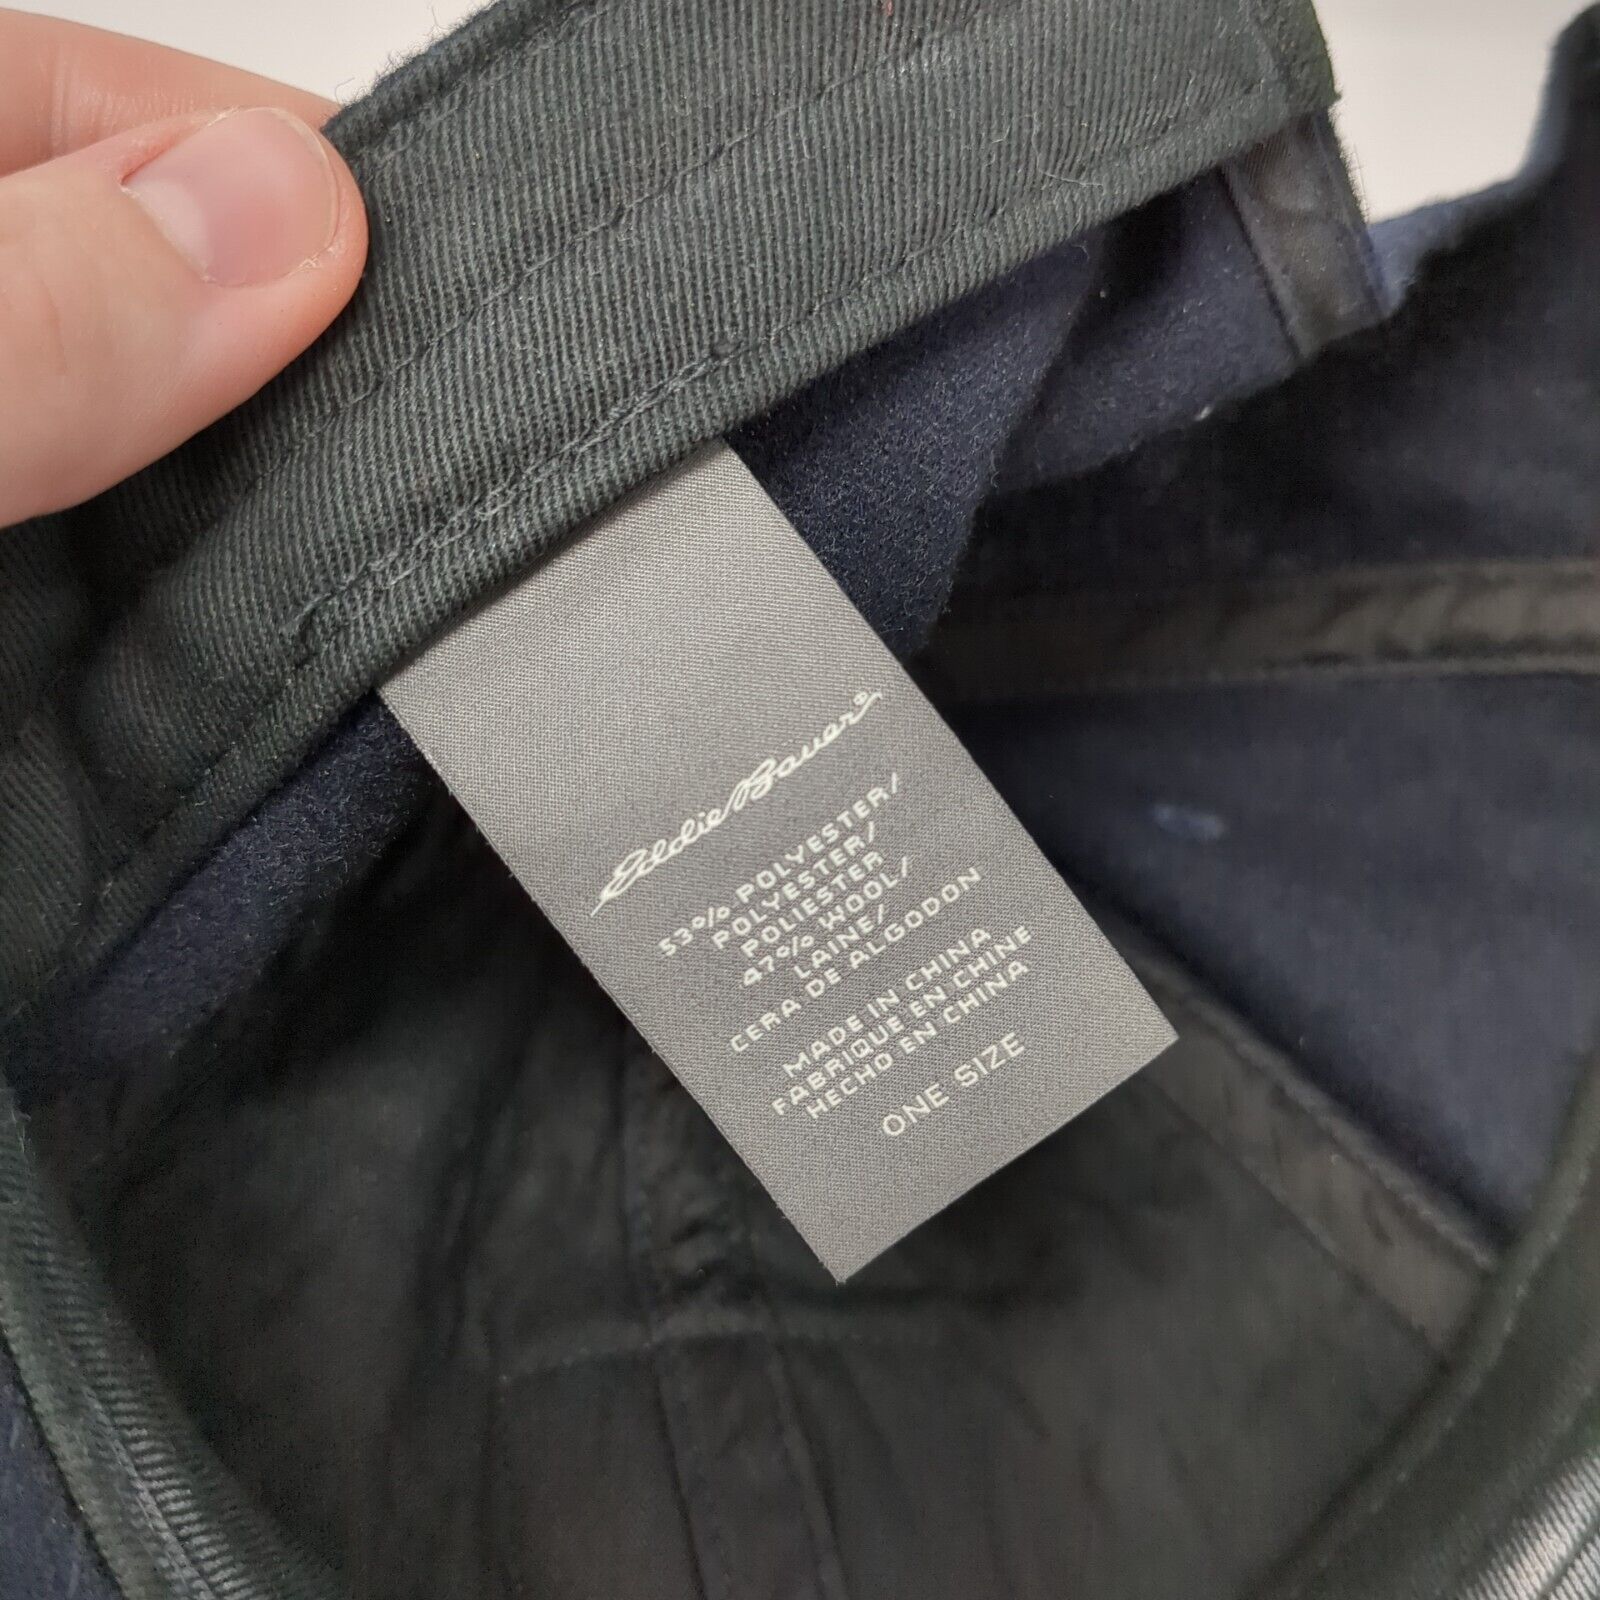 Eddie Bauer®
53% POLYESTER/
POLYESTER/
POLIESTER
47% WOOL/
LAINE/
CERA DE ALGODON
MADE IN CHINA
FABRIQUE EN CHINE
HECHO EN CHINA
ONE SIZE